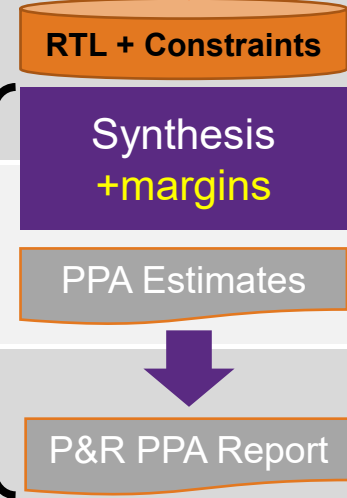 RTL + Constraints
Synthesis
+margins
PPA Estimates
P&R PPA Report